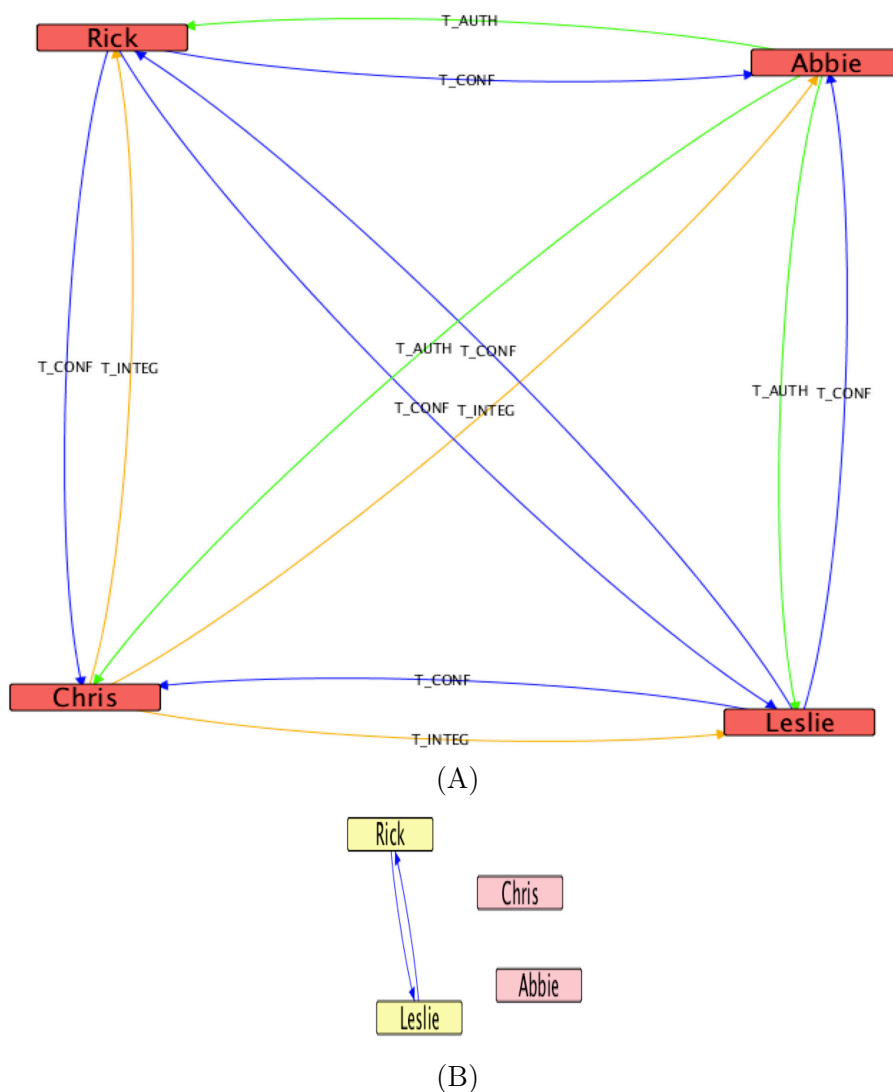 T_AUTH
Rick
Abbie
T_CONF
T_AUTH T_CONF
T_CONF T_INTEG
T_CONF T_INTEG
T_AUTH T_CONF
T_CONF
Chris
Leslie
T_INTEG
(A)
Rick
Chris
Abbie
Leslie
(B)